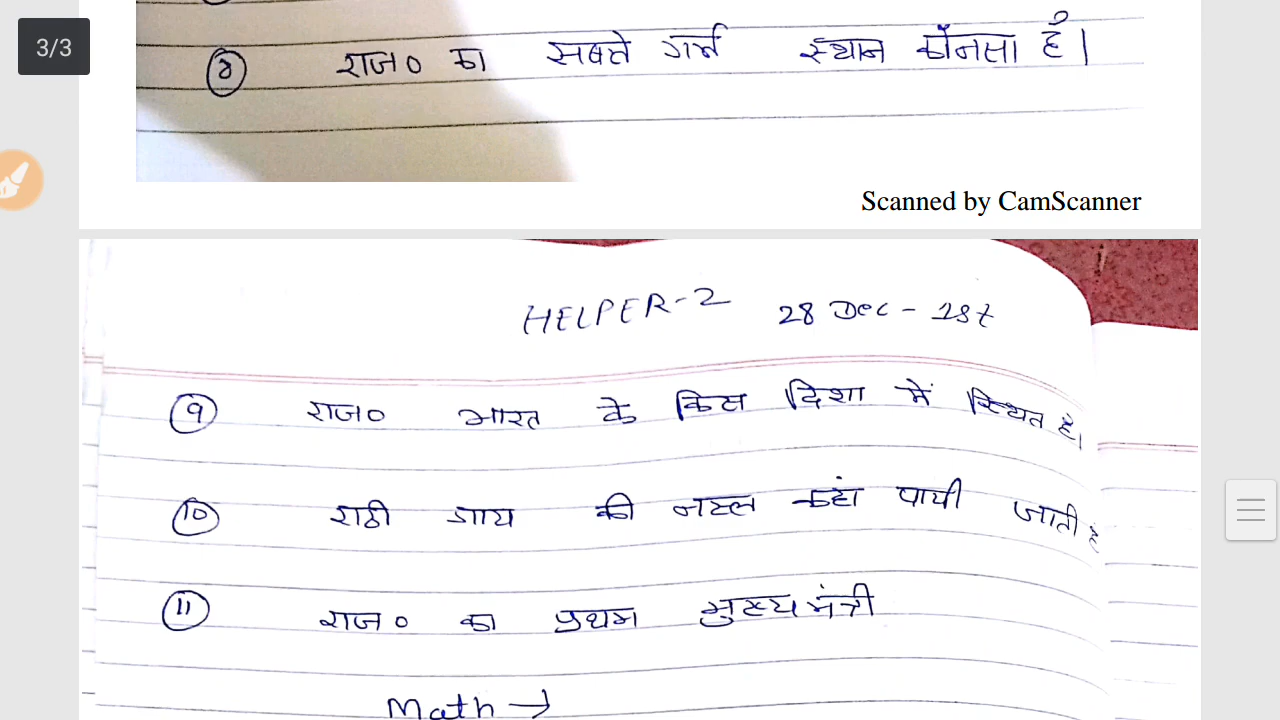 3/3
8 राज० का सबसे गर्म स्थान कौनसा है।
Scanned by CamScanner
HELPER-2 28 Dec - 1st
9 राज० भारत के किस दिशा में स्थित है।
10 राठी गाय की नस्ल कहां पायी जाती है
11 राज० का प्रथम मुख्यमंत्री
Math →